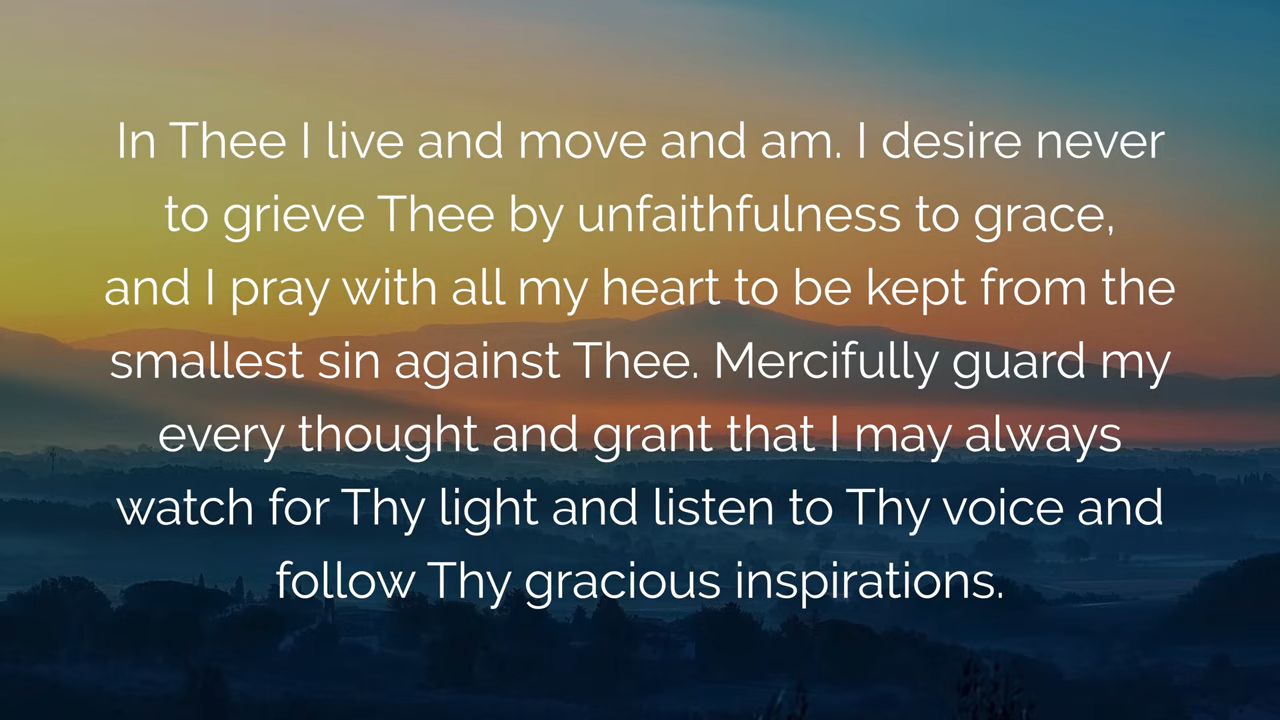 In Thee I live and move and am. I desire never
to grieve Thee by unfaithfulness to grace,
and I pray with all my heart to be kept from the
smallest sin against Thee. Mercifully guard my
every thought and grant that I may always
watch for Thy light and listen to Thy voice and
follow Thy gracious inspirations.